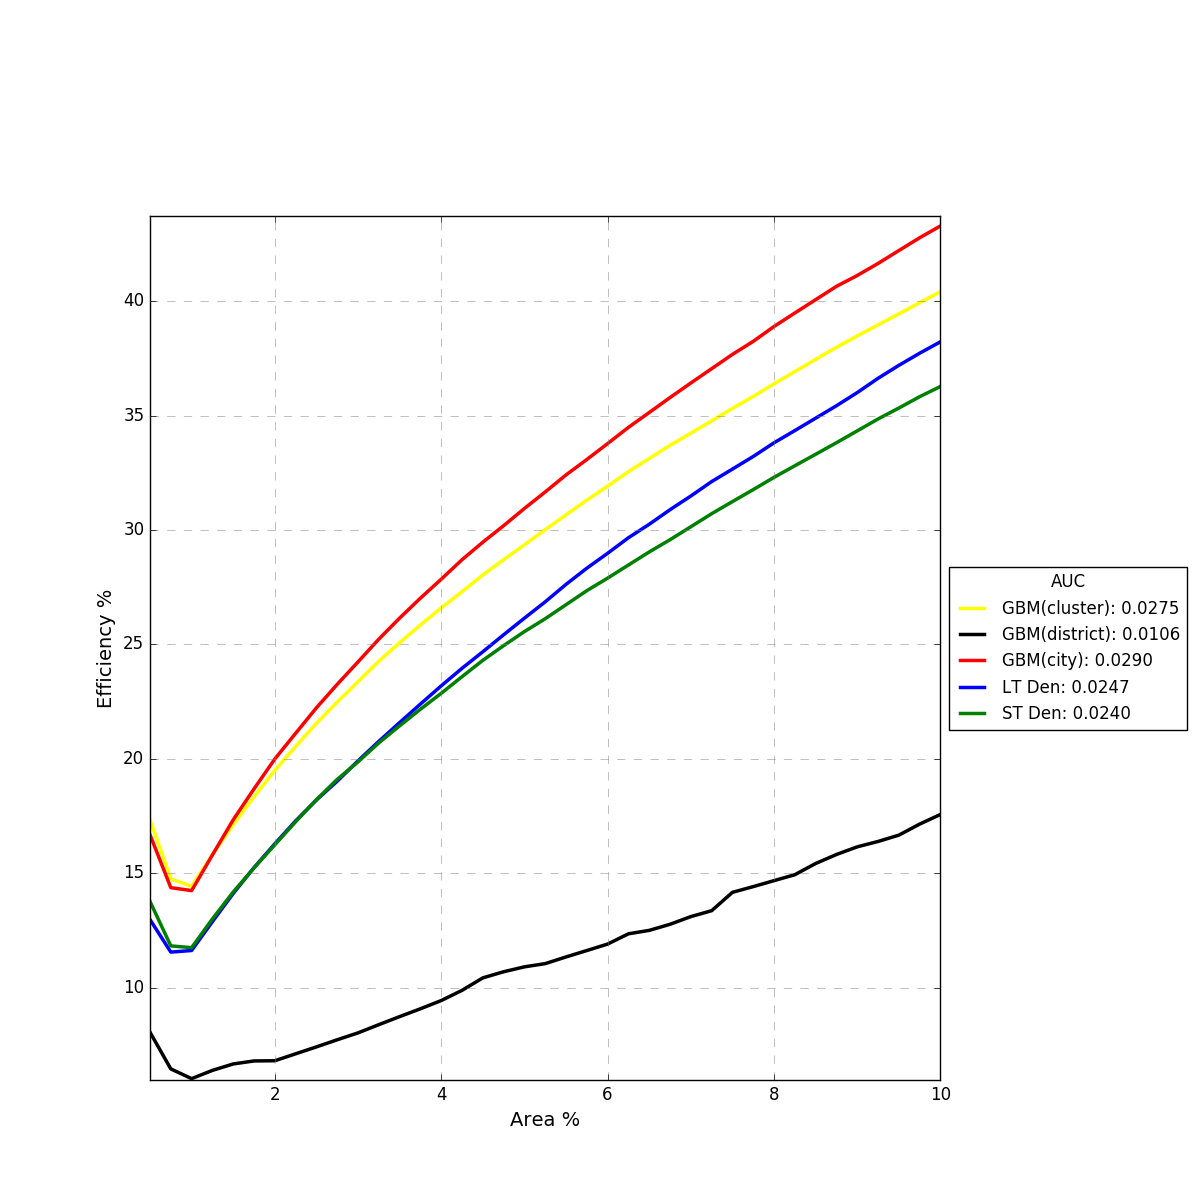 40
35
30
25
20
15
10
Efficiency %
2 4 6 8 10
Area %
AUC
GBM(cluster): 0.0275
GBM(district): 0.0106
GBM(city): 0.0290
LT Den: 0.0247
ST Den: 0.0240